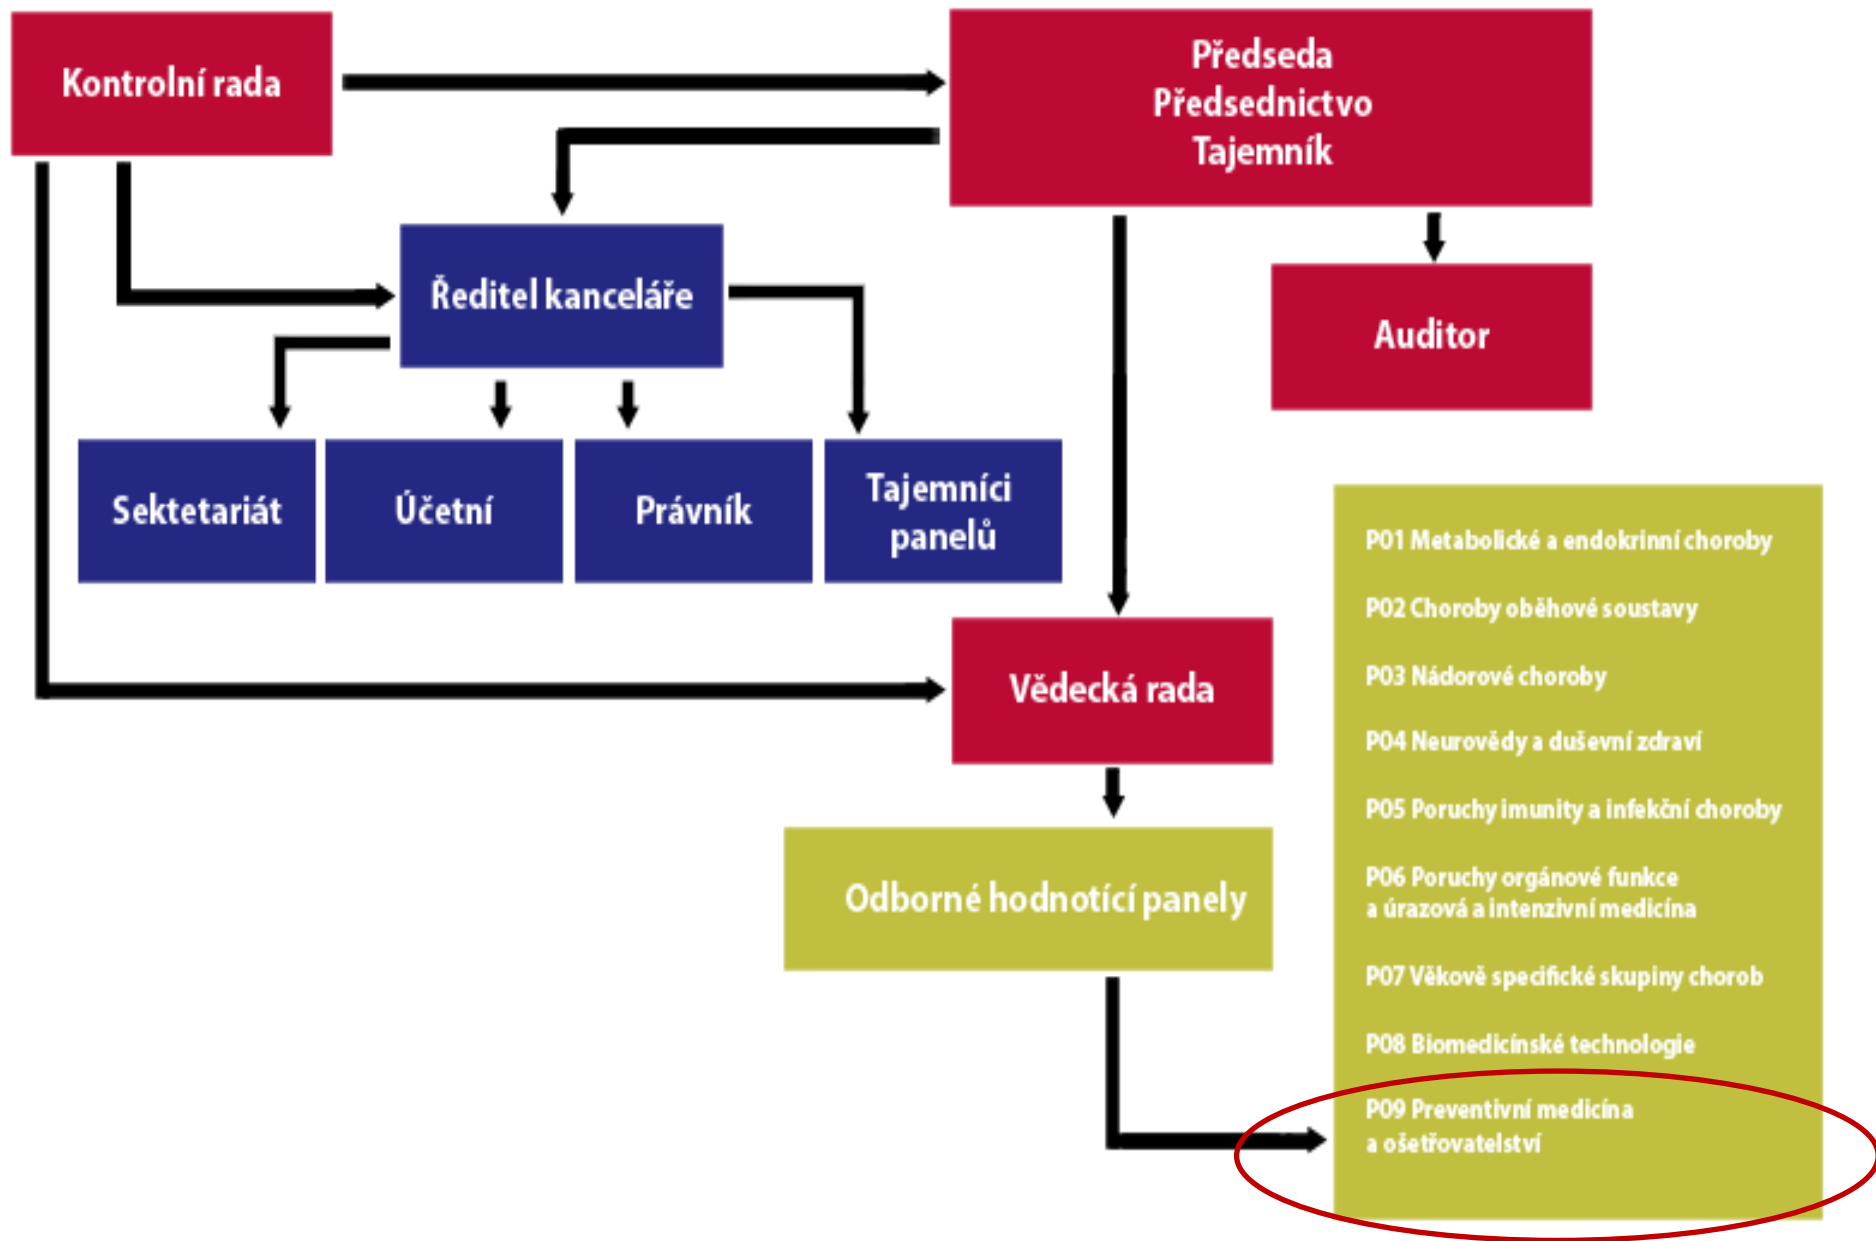 Kontrolní rada
Předseda
Předsednictvo
Tajemník
Ředitel kanceláře
Auditor
Sektetariát
Účetní
Právník
Tajemníci
panelů
Vědecká rada
Odborné hodnotící panely
P01 Metabolické a endokrinní choroby
P02 Choroby oběhové soustavy
P03 Nádorové choroby
P04 Neurovědy a duševní zdraví
P05 Poruchy imunity a infekční choroby
P06 Poruchy orgánové funkce
a úrazová a intenzivní medicína
P07 Věkově specifické skupiny chorob
P08 Biomedicínské technologie
P09 Preventivní medicína
a ošetřovatelství